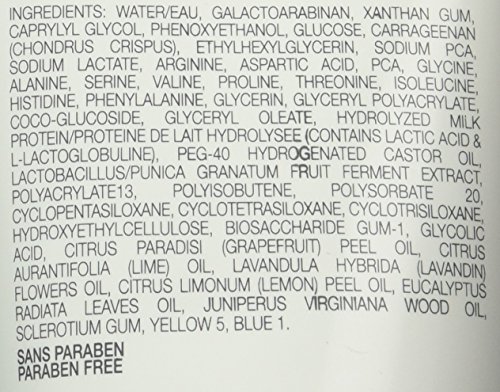 INGREDIENTS: WATER/EAU, GALACTOARABINAN, XANTHAN GUM,
CAPRYLYL GLYCOL, PHENOXYETHANOL, GLUCOSE, CARRAGEENAN
(CHONDRUS CRISPUS), ETHYLHEXYLGLYCERIN, SODIUM PCA,
SODIUM LACTATE, ARGININE, ASPARTIC ACID, PCA, GLYCINE,
ALANINE, SERINE, VALINE, PROLINE, THREONINE, ISOLEUCINE,
HISTIDINE, PHENYLALANINE, GLYCERIN, GLYCERYL POLYACRYLATE,
COCO-GLUCOSIDE, GLYCERYL OLEATE, HYDROLYZED MILK
PROTEIN/PROTEINE DE LAIT HYDROLYSEE (CONTAINS LACTIC ACID &
L-LACTOGLOBULINE), PEG-40 HYDROGENATED CASTOR OIL,
LACTOBACILLUS/PUNICA GRANATUM FRUIT FERMENT EXTRACT,
POLYACRYLATE13, POLYISOBUTENE, POLYSORBATE 20,
CYCLOPENTASILOXANE, CYCLOTETRASILOXANE, CYCLOTRISILOXANE,
HYDROXYETHYLCELLULOSE, BIOSACCHARIDE GUM-1, GLYCOLIC
ACID, CITRUS PARADISI (GRAPEFRUIT) PEEL OIL, CITRUS
AURANTIFOLIA (LIME) OIL, LAVANDULA HYBRIDA (LAVANDIN)
FLOWERS OIL, CITRUS LIMONUM (LEMON) PEEL OIL, EUCALYPTUS
RADIATA LEAVES OIL, JUNIPERUS VIRGINIANA WOOD OIL,
SCLEROTIUM GUM, YELLOW 5, BLUE 1.
SANS PARABEN
PARABEN FREE